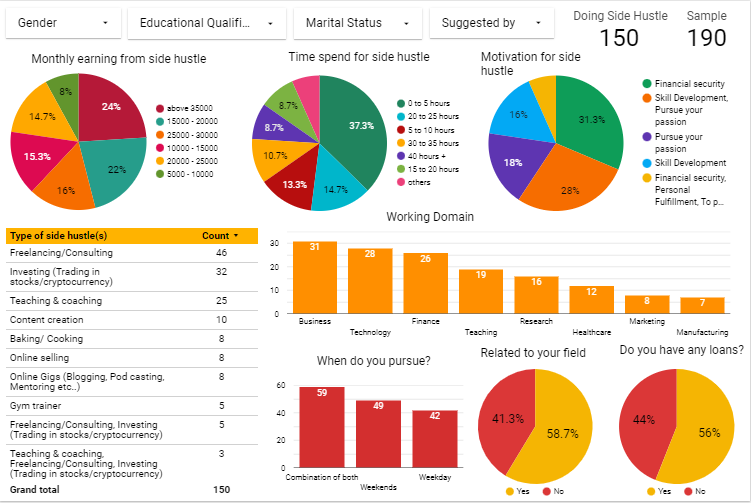 Gender
Educational Qualifi...
Marital Status
Suggested by
Doing Side Hustle
150
Sample
190
Monthly earning from side hustle
24%
22%
16%
15.3%
14.7%
8%
above 35000
15000 - 20000
25000 - 30000
10000 - 15000
20000 - 25000
5000 - 10000
Time spend for side hustle
37.3%
14.7%
13.3%
10.7%
8.7%
8.7%
0 to 5 hours
20 to 25 hours
5 to 10 hours
30 to 35 hours
40 hours +
15 to 20 hours
others
Motivation for side
hustle
31.3%
28%
18%
16%
Financial security
Skill Development,
Pursue your
passion
Pursue your
passion
Skill Development
Financial security,
Personal
Fulfillment, To p...
Type of side hustle(s) Count
Freelancing/Consulting 46
Investing (Trading in
stocks/cryptocurrency) 32
Teaching & coaching 25
Content creation 10
Baking/ Cooking 8
Online selling 8
Online Gigs (Blogging, Pod casting,
Mentoring etc..) 8
Gym trainer 5
Freelancing/Consulting, Investing
(Trading in stocks/cryptocurrency) 5
Teaching & coaching,
Freelancing/Consulting, Investing
(Trading in stocks/cryptocurrency) 3
Grand total 150
Working Domain
30
20
10
0
31
28
26
19
16
12
8
7
Business
Technology
Finance
Teaching
Research
Healthcare
Marketing
Manufacturing
When do you pursue?
60
40
20
0
59
49
42
Combination of both
Weekends
Weekday
Related to your field
41.3%
58.7%
Yes
No
Do you have any loans?
44%
56%
Yes
No